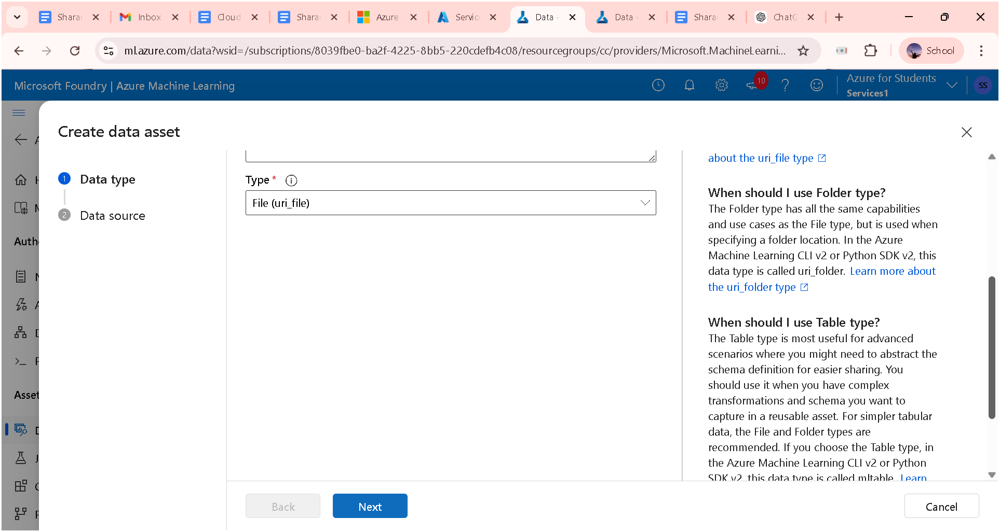 Shara
Inbox
Cloud
Shara
Azure
Servic
Data -
Data -
Shara
ChatG
ml.azure.com/data?wsid=/subscriptions/8039fbe0-ba2f-4225-8bb5-220cdefb4c08/resourcegroups/cc/providers/Microsoft.MachineLearni...
School
Microsoft Foundry | Azure Machine Learning
10
Azure for Students
Services1
SS
Create data asset
1 Data type
2 Data source
Auth
Asset
Type *
File (uri_file)
about the uri_file type
When should I use Folder type?
The Folder type has all the same capabilities
and use cases as the File type, but is used when
specifying a folder location. In the Azure
Machine Learning CLI v2 or Python SDK v2, this
data type is called uri_folder. Learn more about
the uri_folder type
When should I use Table type?
The Table type is most useful for advanced
scenarios where you might need to abstract the
schema definition for easier sharing. You
should use it when you have complex
transformations and schema you want to
capture in a reusable asset. For simpler tabular
data, the File and Folder types are
recommended. If you choose the Table type, in
the Azure Machine Learning CLI v2 or Python
SDK v2, this data type is called mltable. Learn
Back
Next
Cancel